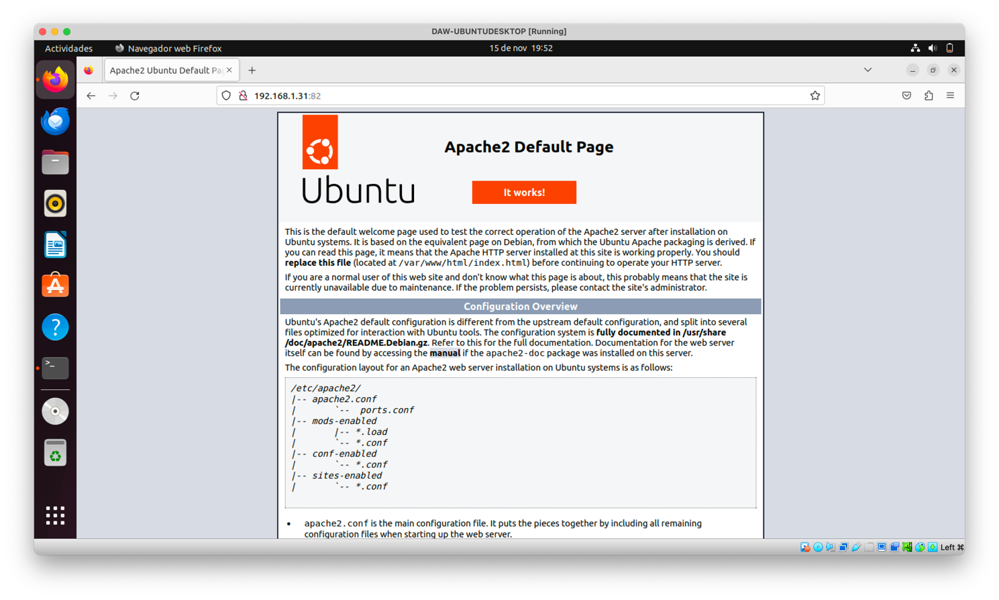 DAW-UBUNTUDESKTOP [Running]
Actividades
Navegador web Firefox
15 de nov 19:52
Apache2 Ubuntu Default Pa
192.168.1.31:82
Apache2 Default Page
Ubuntu
It works!
This is the default welcome page used to test the correct operation of the Apache2 server after installation on
Ubuntu systems. It is based on the equivalent page on Debian, from which the Ubuntu Apache packaging is derived. If
you can read this page, it means that the Apache HTTP server installed at this site is working properly. You should
replace this file (located at /var/www/html/index.html) before continuing to operate your HTTP server.
If you are a normal user of this web site and don't know what this page is about, this probably means that the site is
currently unavailable due to maintenance. If the problem persists, please contact the site's administrator.
Configuration Overview
Ubuntu's Apache2 default configuration is different from the upstream default configuration, and split into several
files optimized for interaction with Ubuntu tools. The configuration system is fully documented in /usr/share
/doc/apache2/README.Debian.gz. Refer to this for the full documentation. Documentation for the web server
itself can be found by accessing the manual if the apache2-doc package was installed on this server.
The configuration layout for an Apache2 web server installation on Ubuntu systems is as follows:
/etc/apache2/
|-- apache2.conf
|       `--  ports.conf
|-- mods-enabled
|       |-- *.load
|       `-- *.conf
|-- conf-enabled
|       `-- *.conf
|-- sites-enabled
|       `-- *.conf
• apache2.conf is the main configuration file. It puts the pieces together by including all remaining
configuration files when starting up the web server.
Left ⌘